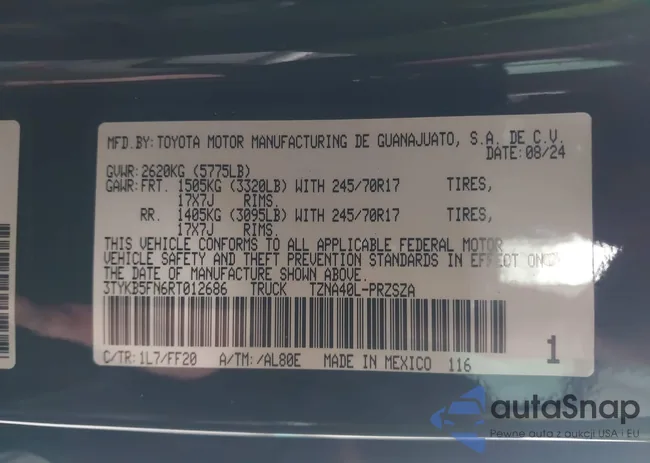 MFD.BY: TOYOTA MOTOR MANUFACTURING DE GUANAJUATO, S.A. DE C.V.
DATE: 08/24
GVWR: 2620KG (5775LB)
GAWR: FRT. 1505KG (3320LB) WITH 245/70R17 TIRES,
17X7J RIMS.
RR. 1405KG (3095LB) WITH 245/70R17 TIRES,
17X7J RIMS.
THIS VEHICLE CONFORMS TO ALL APPLICABLE FEDERAL MOTOR
VEHICLE SAFETY AND THEFT PREVENTION STANDARDS IN EFFECT ON
THE DATE OF MANUFACTURE SHOWN ABOVE.
3TYKB5FN6RT012686 TRUCK TZNA40L-PRZSZA
C/TR: 1L7/FF20 A/TM: /AL80E MADE IN MEXICO 116 1
autaSnap
Pewne auta z aukcji USA i EU